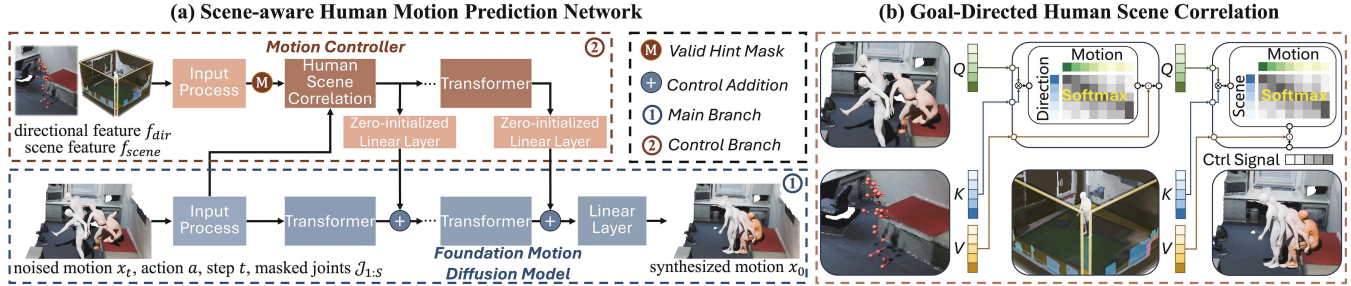 (a) Scene-aware Human Motion Prediction Network
Motion Controller
2
Input
Process
M
Human
Scene
Correlation
...
Transformer
Zero-initialized
Linear Layer
Zero-initialized
Linear Layer
directional feature f_dir
scene feature f_scene
M Valid Hint Mask
+ Control Addition
1 Main Branch
2 Control Branch
1
Input
Process
Transformer
+
...
Transformer
+
Linear
Layer
Foundation Motion
Diffusion Model
noised motion x_t, action a, step t, masked joints 𝒥_1:S
synthesized motion x_0
(b) Goal-Directed Human Scene Correlation
Q
Motion
Direction
Softmax
Q
Motion
Scene
Softmax
Ctrl Signal
K
V
K
V